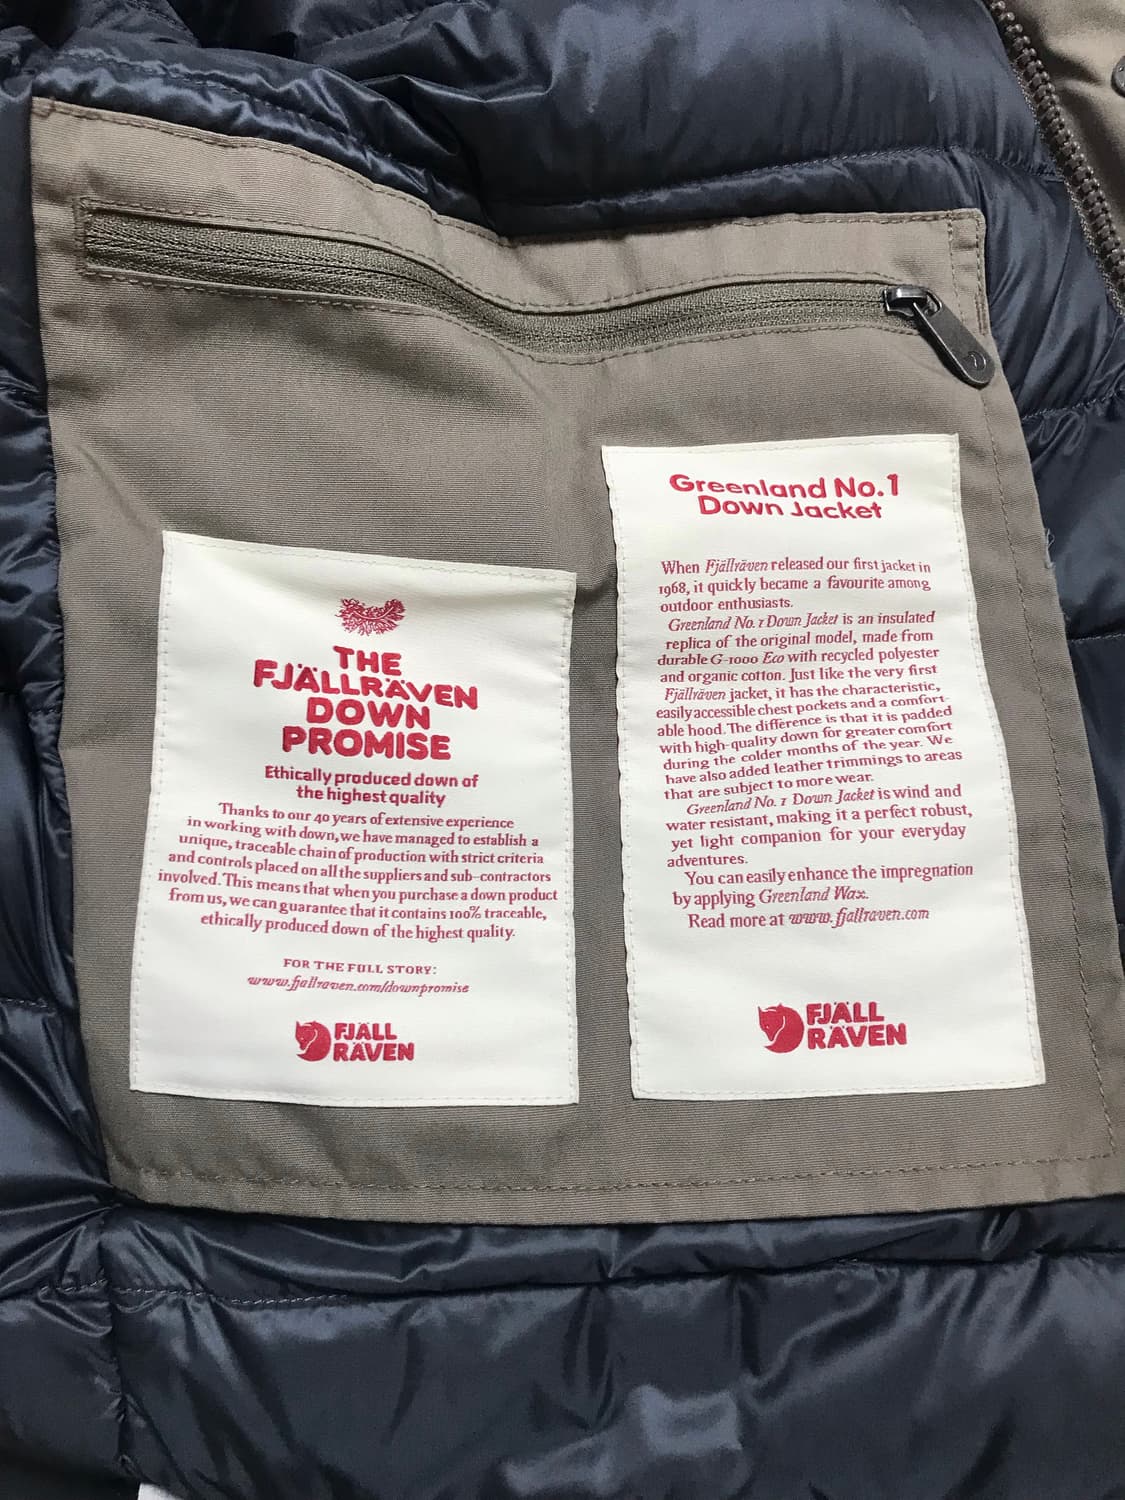 THE
FJÄLLRÄVEN
DOWN
PROMISE
Ethically produced down of
the highest quality
Thanks to our 40 years of extensive experience
in working with down, we have managed to establish a
unique, traceable chain of production with strict criteria
and controls placed on all the suppliers and sub-contractors
involved. This means that when you purchase a down product
from us, we can guarantee that it contains 100% traceable,
ethically produced down of the highest quality.
FOR THE FULL STORY:
www.fjallraven.com/downpromise
FJÄLL
RÄVEN
Greenland No. 1
Down Jacket
When Fjällräven released our first jacket in
1968, it quickly became a favourite among
outdoor enthusiasts.
Greenland No. 1 Down Jacket is an insulated
replica of the original model, made from
durable G-1000 Eco with recycled polyester
and organic cotton. Just like the very first
Fjällräven jacket, it has the characteristic,
easily accessible chest pockets and a comfort-
able hood. The difference is that it is padded
with high-quality down for greater comfort
during the colder months of the year. We
have also added leather trimmings to areas
that are subject to more wear.
Greenland No. 1 Down Jacket is wind and
water resistant, making it a perfect robust,
yet light companion for your everyday
adventures.
You can easily enhance the impregnation
by applying Greenland Wax.
Read more at www.fjallraven.com
FJÄLL
RÄVEN